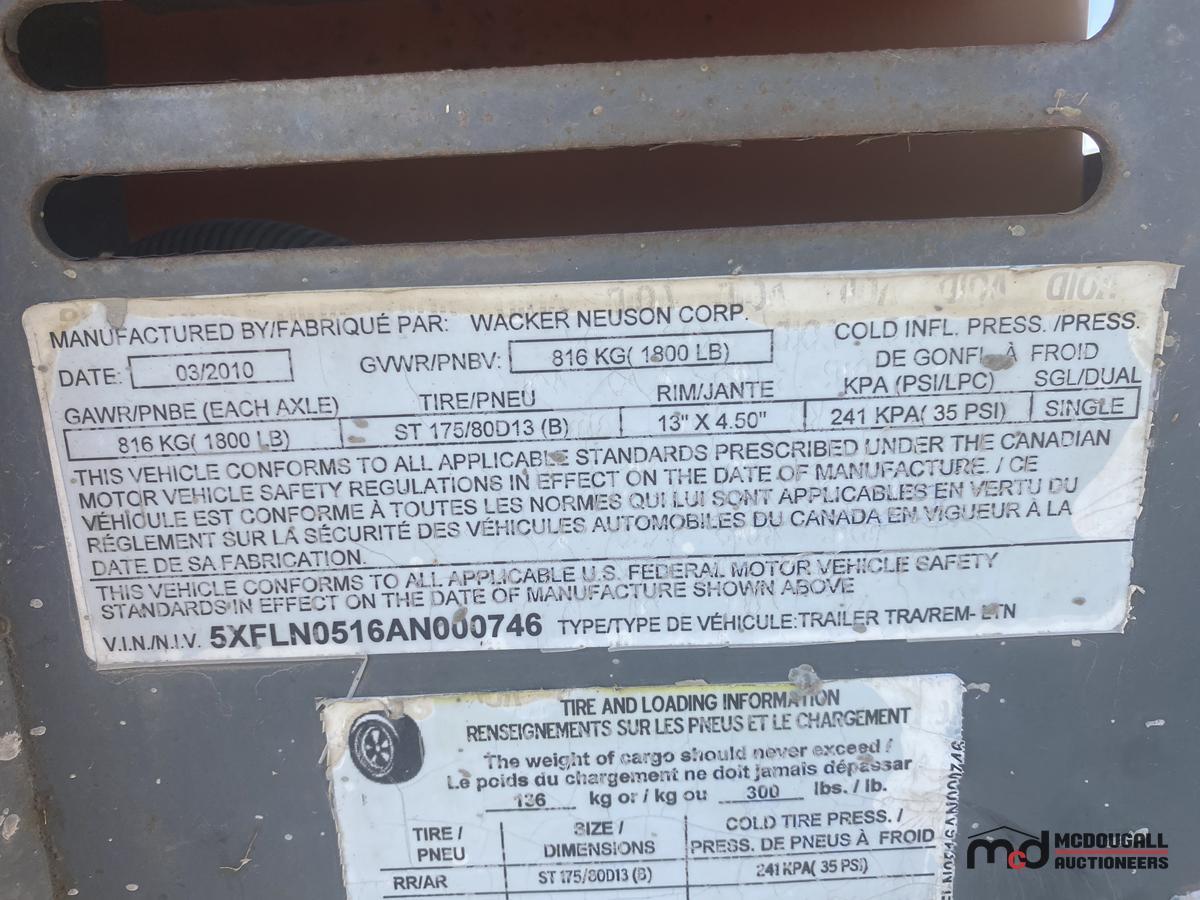 MANUFACTURED BY/FABRIQUÉ PAR: WACKER NEUSON CORP.
COLD INFL. PRESS. /PRESS.
DE GONFL. À FROID
DATE: 03/2010 GVWR/PNBV: 816 KG( 1800 LB)
KPA (PSI/LPC) SGL/DUAL
GAWR/PNBE (EACH AXLE) TIRE/PNEU RIM/JANTE
816 KG( 1800 LB) ST 175/80D13 (B) 13" X 4.50" 241 KPA( 35 PSI) SINGLE
THIS VEHICLE CONFORMS TO ALL APPLICABLE STANDARDS PRESCRIBED UNDER THE CANADIAN
MOTOR VEHICLE SAFETY REGULATIONS IN EFFECT ON THE DATE OF MANUFACTURE. / CE
VÉHICULE EST CONFORME À TOUTES LES NORMES QUI LUI SONT APPLICABLES EN VERTU DU
RÉGLEMENT SUR LA SÉCURITÉ DES VÉHICULES AUTOMOBILES DU CANADA EN VIGUEUR À LA
DATE DE SA FABRICATION.
THIS VEHICLE CONFORMS TO ALL APPLICABLE U.S. FEDERAL MOTOR VEHICLE SAFETY
STANDARDS IN EFFECT ON THE DATE OF MANUFACTURE SHOWN ABOVE
V.I.N./N.I.V. 5XFLN0516AN000746 TYPE/TYPE DE VÉHICULE:TRAILER TRA/REM- LTN
TIRE AND LOADING INFORMATION
RENSEIGNEMENTS SUR LES PNEUS ET LE CHARGEMENT
The weight of cargo should never exceed /
Le poids du chargement ne doit jamais dépassar
136 kg or / kg ou 300 lbs. / lb.
TIRE / SIZE / COLD TIRE PRESS. /
PNEU DIMENSIONS PRESS. DE PNEUS À FROID
RR/AR ST 175/80D13 (B) 241 KPA( 35 PSI)
mcd MCDOUGALL
AUCTIONEERS